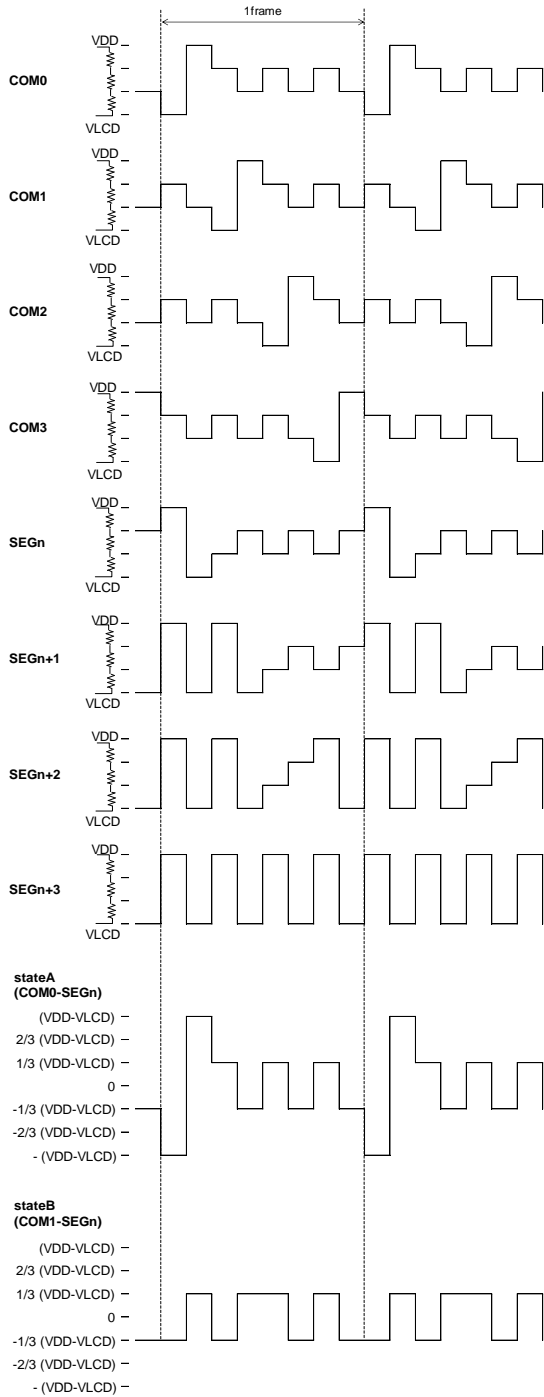 1frame
VDD
COM0
VLCD
VDD
COM1
VLCD
VDD
COM2
VLCD
VDD
COM3
VLCD
VDD
SEGn
VLCD
VDD
SEGn+1
VLCD
VDD
SEGn+2
VLCD
VDD
SEGn+3
VLCD
stateA
(COM0-SEGn)
(VDD-VLCD)
2/3 (VDD-VLCD)
1/3 (VDD-VLCD)
0
-1/3 (VDD-VLCD)
-2/3 (VDD-VLCD)
- (VDD-VLCD)
stateB
(COM1-SEGn)
(VDD-VLCD)
2/3 (VDD-VLCD)
1/3 (VDD-VLCD)
0
-1/3 (VDD-VLCD)
-2/3 (VDD-VLCD)
- (VDD-VLCD)